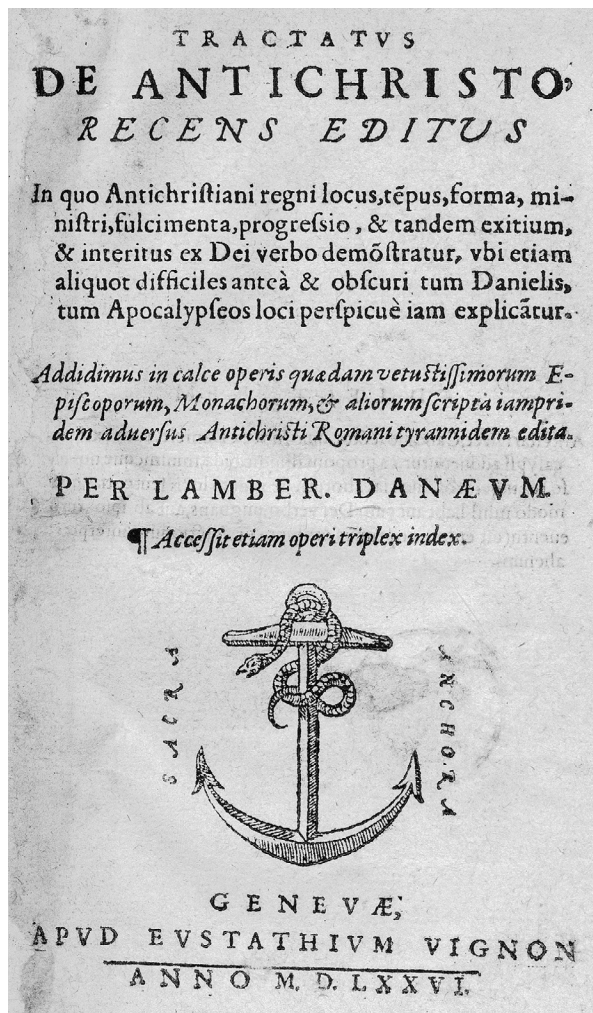 TRACTATVS
DE ANTICHRISTO,
RECENS EDITUS
In quo Antichriſtiani regni locus,tẽpus,forma, mi-
niſtri,fulcimenta,progreſsio, & tandem exitium,
& interitus ex Dei verbo demõſtratur, vbi etiam
aliquot difficiles anteà & obſcuri tum Danielis,
tum Apocalypſeos loci perſpicuè iam explicãtur.
Addidimus in calce operis quædam vetuſtiſſimorum E-
piſcoporum, Monachorum, & aliorum ſcripta iampri-
dem aduerſus Antichriſti Romani tyrannidem edita.
PER LAMBER. DANÆVM.
¶ Acceſſit etiam operi triplex index.
SACRA
ANCHORA
GENEVÆ,
APVD EVSTATHIVM VIGNON
ANNO M. D. LXXVI.